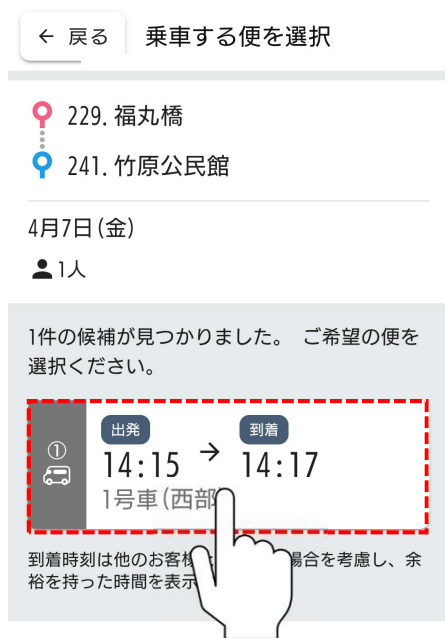 ← 戻る 乗車する便を選択
229. 福丸橋
241. 竹原公民館
4月7日(金)
1人
1件の候補が見つかりました。 ご希望の便を
選択ください。
出発 到着
① 14:15 → 14:17
1号車(西部
到着時刻は他のお客様 場合を考慮し、余
裕を持った時間を表示